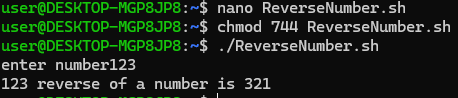 user@DESKTOP-MGP8JP8:~$ nano ReverseNumber.sh
user@DESKTOP-MGP8JP8:~$ chmod 744 ReverseNumber.sh
user@DESKTOP-MGP8JP8:~$ ./ReverseNumber.sh
enter number123
123 reverse of a number is 321